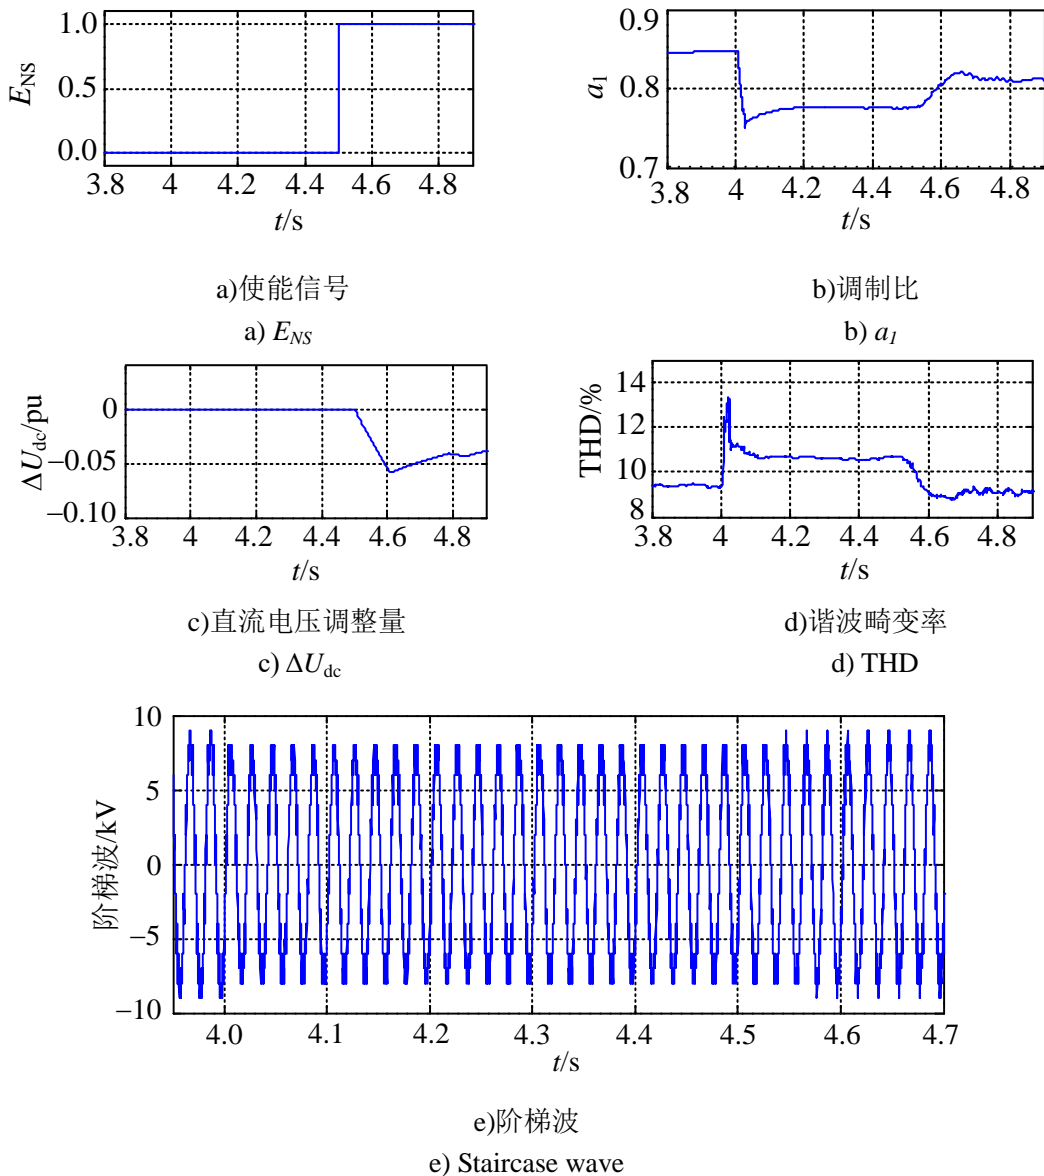 1.0
0.5
0.0
E_NS
3.8 4 4.2 4.4 4.6 4.8
t/s
a)使能信号
a) E_NS
0.9
0.8
0.7
a_1
3.8 4 4.2 4.4 4.6 4.8
t/s
b)调制比
b) a_1
0
−0.05
−0.10
ΔU_dc/pu
3.8 4 4.2 4.4 4.6 4.8
t/s
c)直流电压调整量
c) ΔU_dc
14
12
10
8
THD/%
3.8 4 4.2 4.4 4.6 4.8
t/s
d)谐波畸变率
d) THD
10
5
0
−5
−10
阶梯波/kV
4.0 4.1 4.2 4.3 4.4 4.5 4.6 4.7
t/s
e)阶梯波
e) Staircase wave